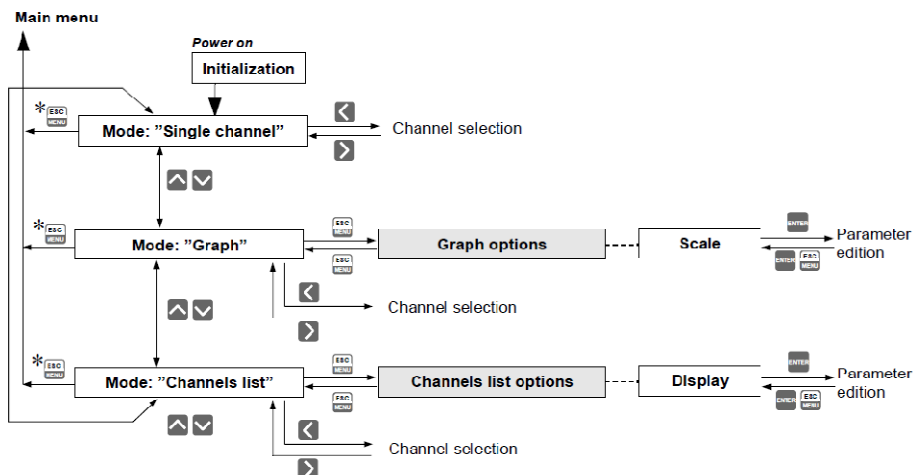 Main menu
Power on
Initialization
* ESC MENU
Mode: ”Single channel”
Channel selection
* ESC MENU
Mode: ”Graph”
ESC MENU
ESC MENU
Graph options
Scale
ENTER
ENTER ESC MENU
Parameter
edition
Channel selection
* ESC MENU
Mode: ”Channels list”
ESC MENU
ESC MENU
Channels list options
Display
ENTER
ENTER ESC MENU
Parameter
edition
Channel selection